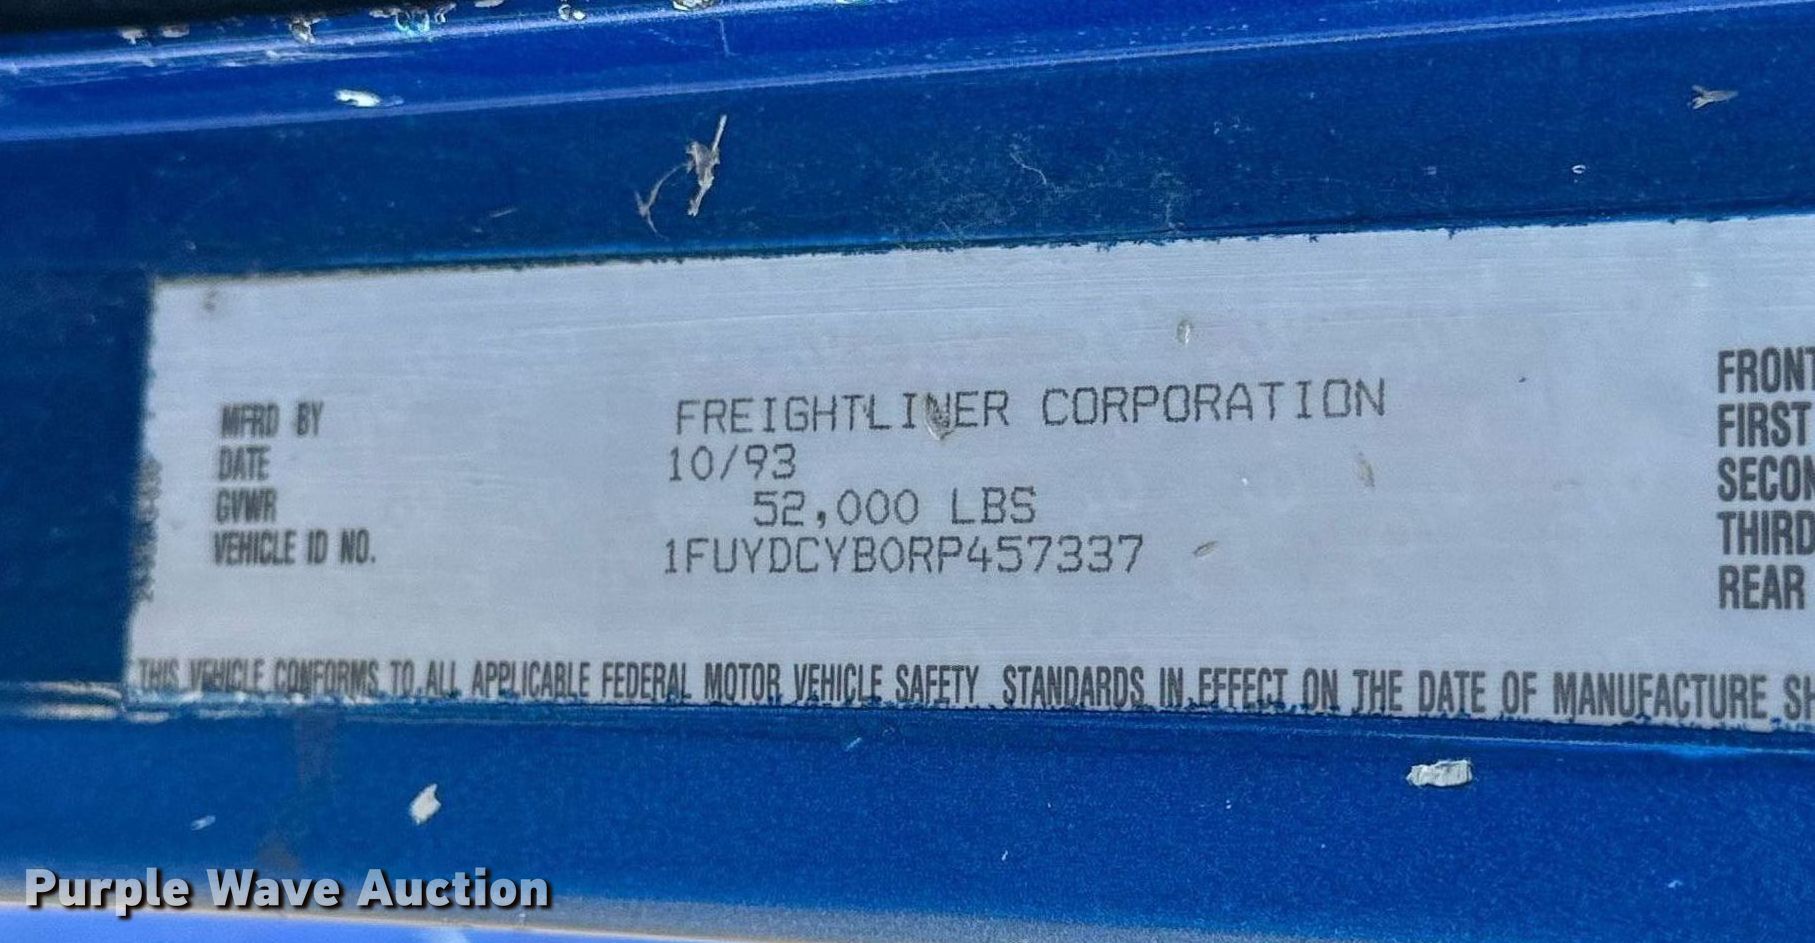 MFRD BY FREIGHTLINER CORPORATION
DATE 10/93
GVWR 52,000 LBS
VEHICLE ID NO. 1FUYDCYB0RP457337
FRONT
FIRST
SECON
THIRD
REAR
THIS VEHICLE CONFORMS TO ALL APPLICABLE FEDERAL MOTOR VEHICLE SAFETY STANDARDS IN EFFECT ON THE DATE OF MANUFACTURE SH
Purple Wave Auction